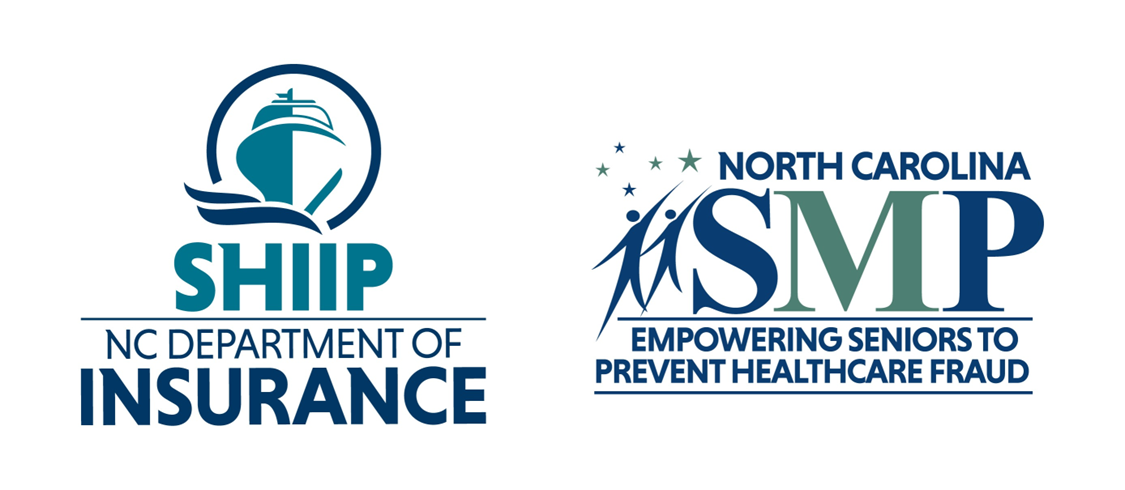 SHIIP
NC DEPARTMENT OF
INSURANCE
NORTH CAROLINA
SMP
EMPOWERING SENIORS TO
PREVENT HEALTHCARE FRAUD